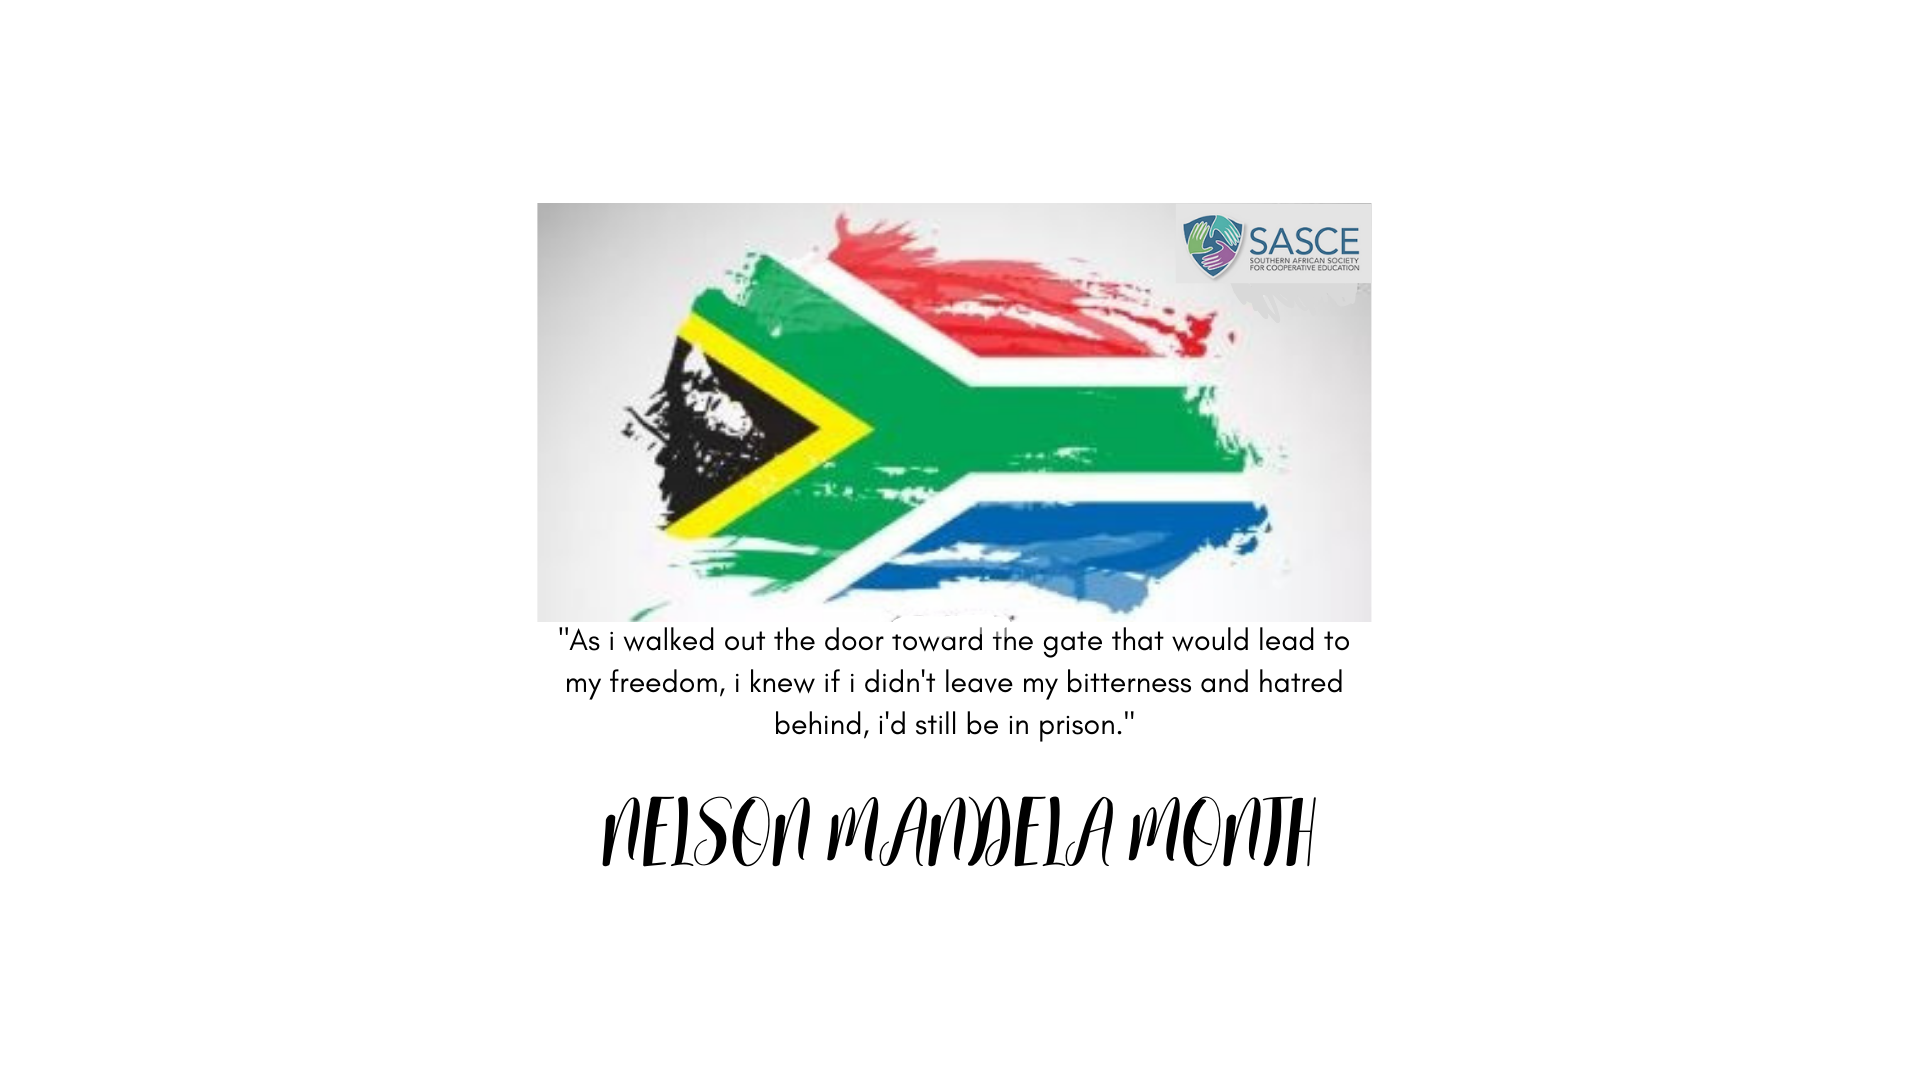 SASCE
SOUTHERN AFRICAN SOCIETY
FOR COOPERATIVE EDUCATION
"As i walked out the door toward the gate that would lead to
my freedom, i knew if i didn't leave my bitterness and hatred
behind, i'd still be in prison."
NELSON MANDELA MONTH